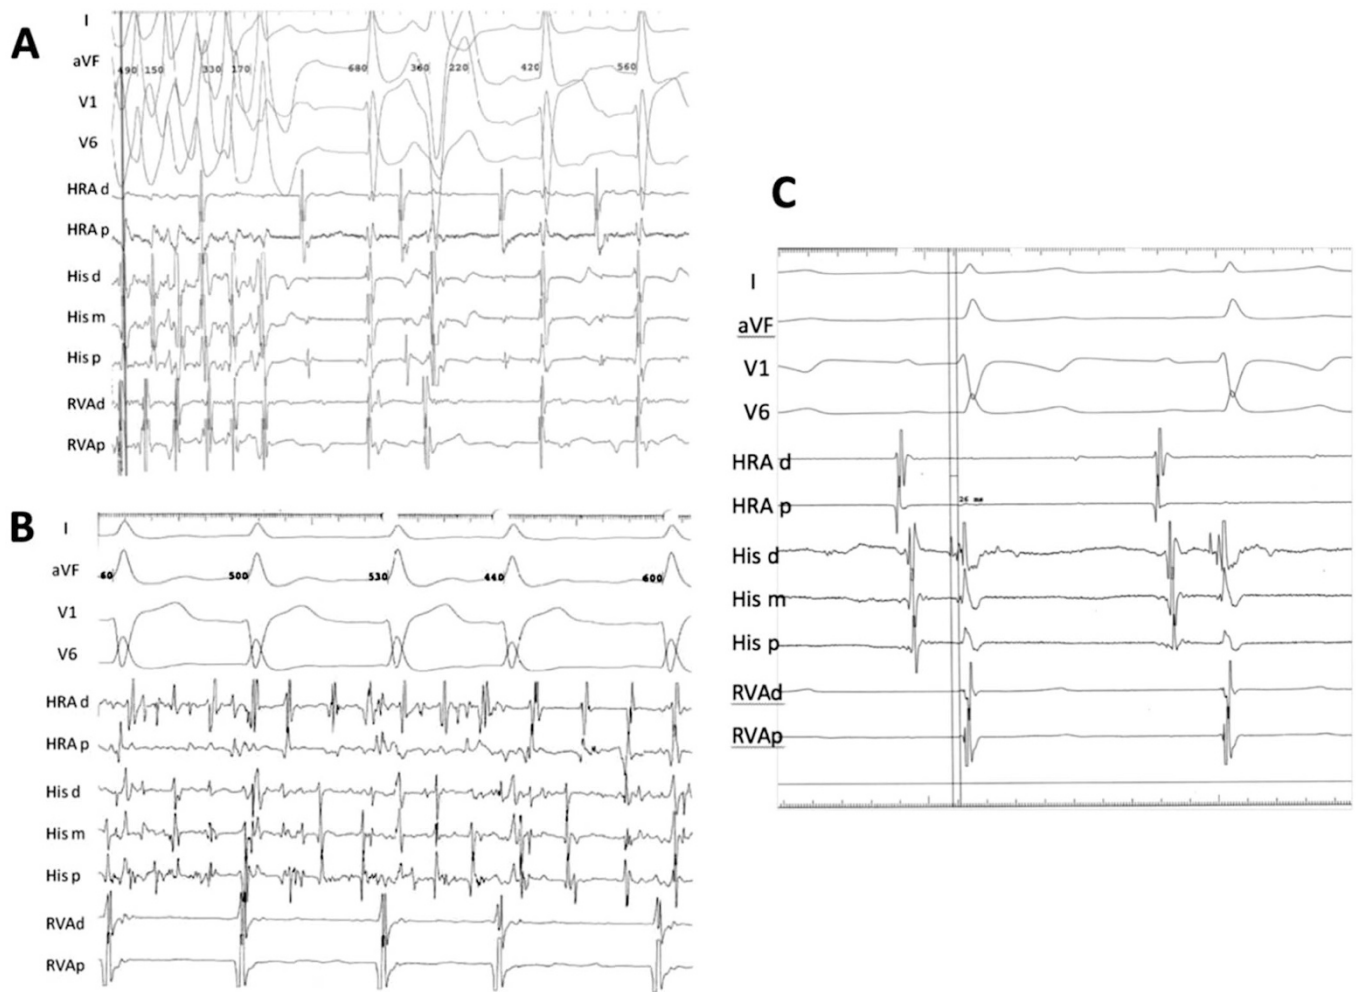 A
I
aVF
490 150 330 170 680 360 220 420 560
V1
V6
HRA d
HRA p
His d
His m
His p
RVAd
RVAp
B
I
aVF
60 500 530 440 600
V1
V6
HRA d
HRA p
His d
His m
His p
RVAd
RVAp
C
I
aVF
V1
V6
HRA d
HRA p
26 ms
His d
His m
His p
RVAd
RVAp